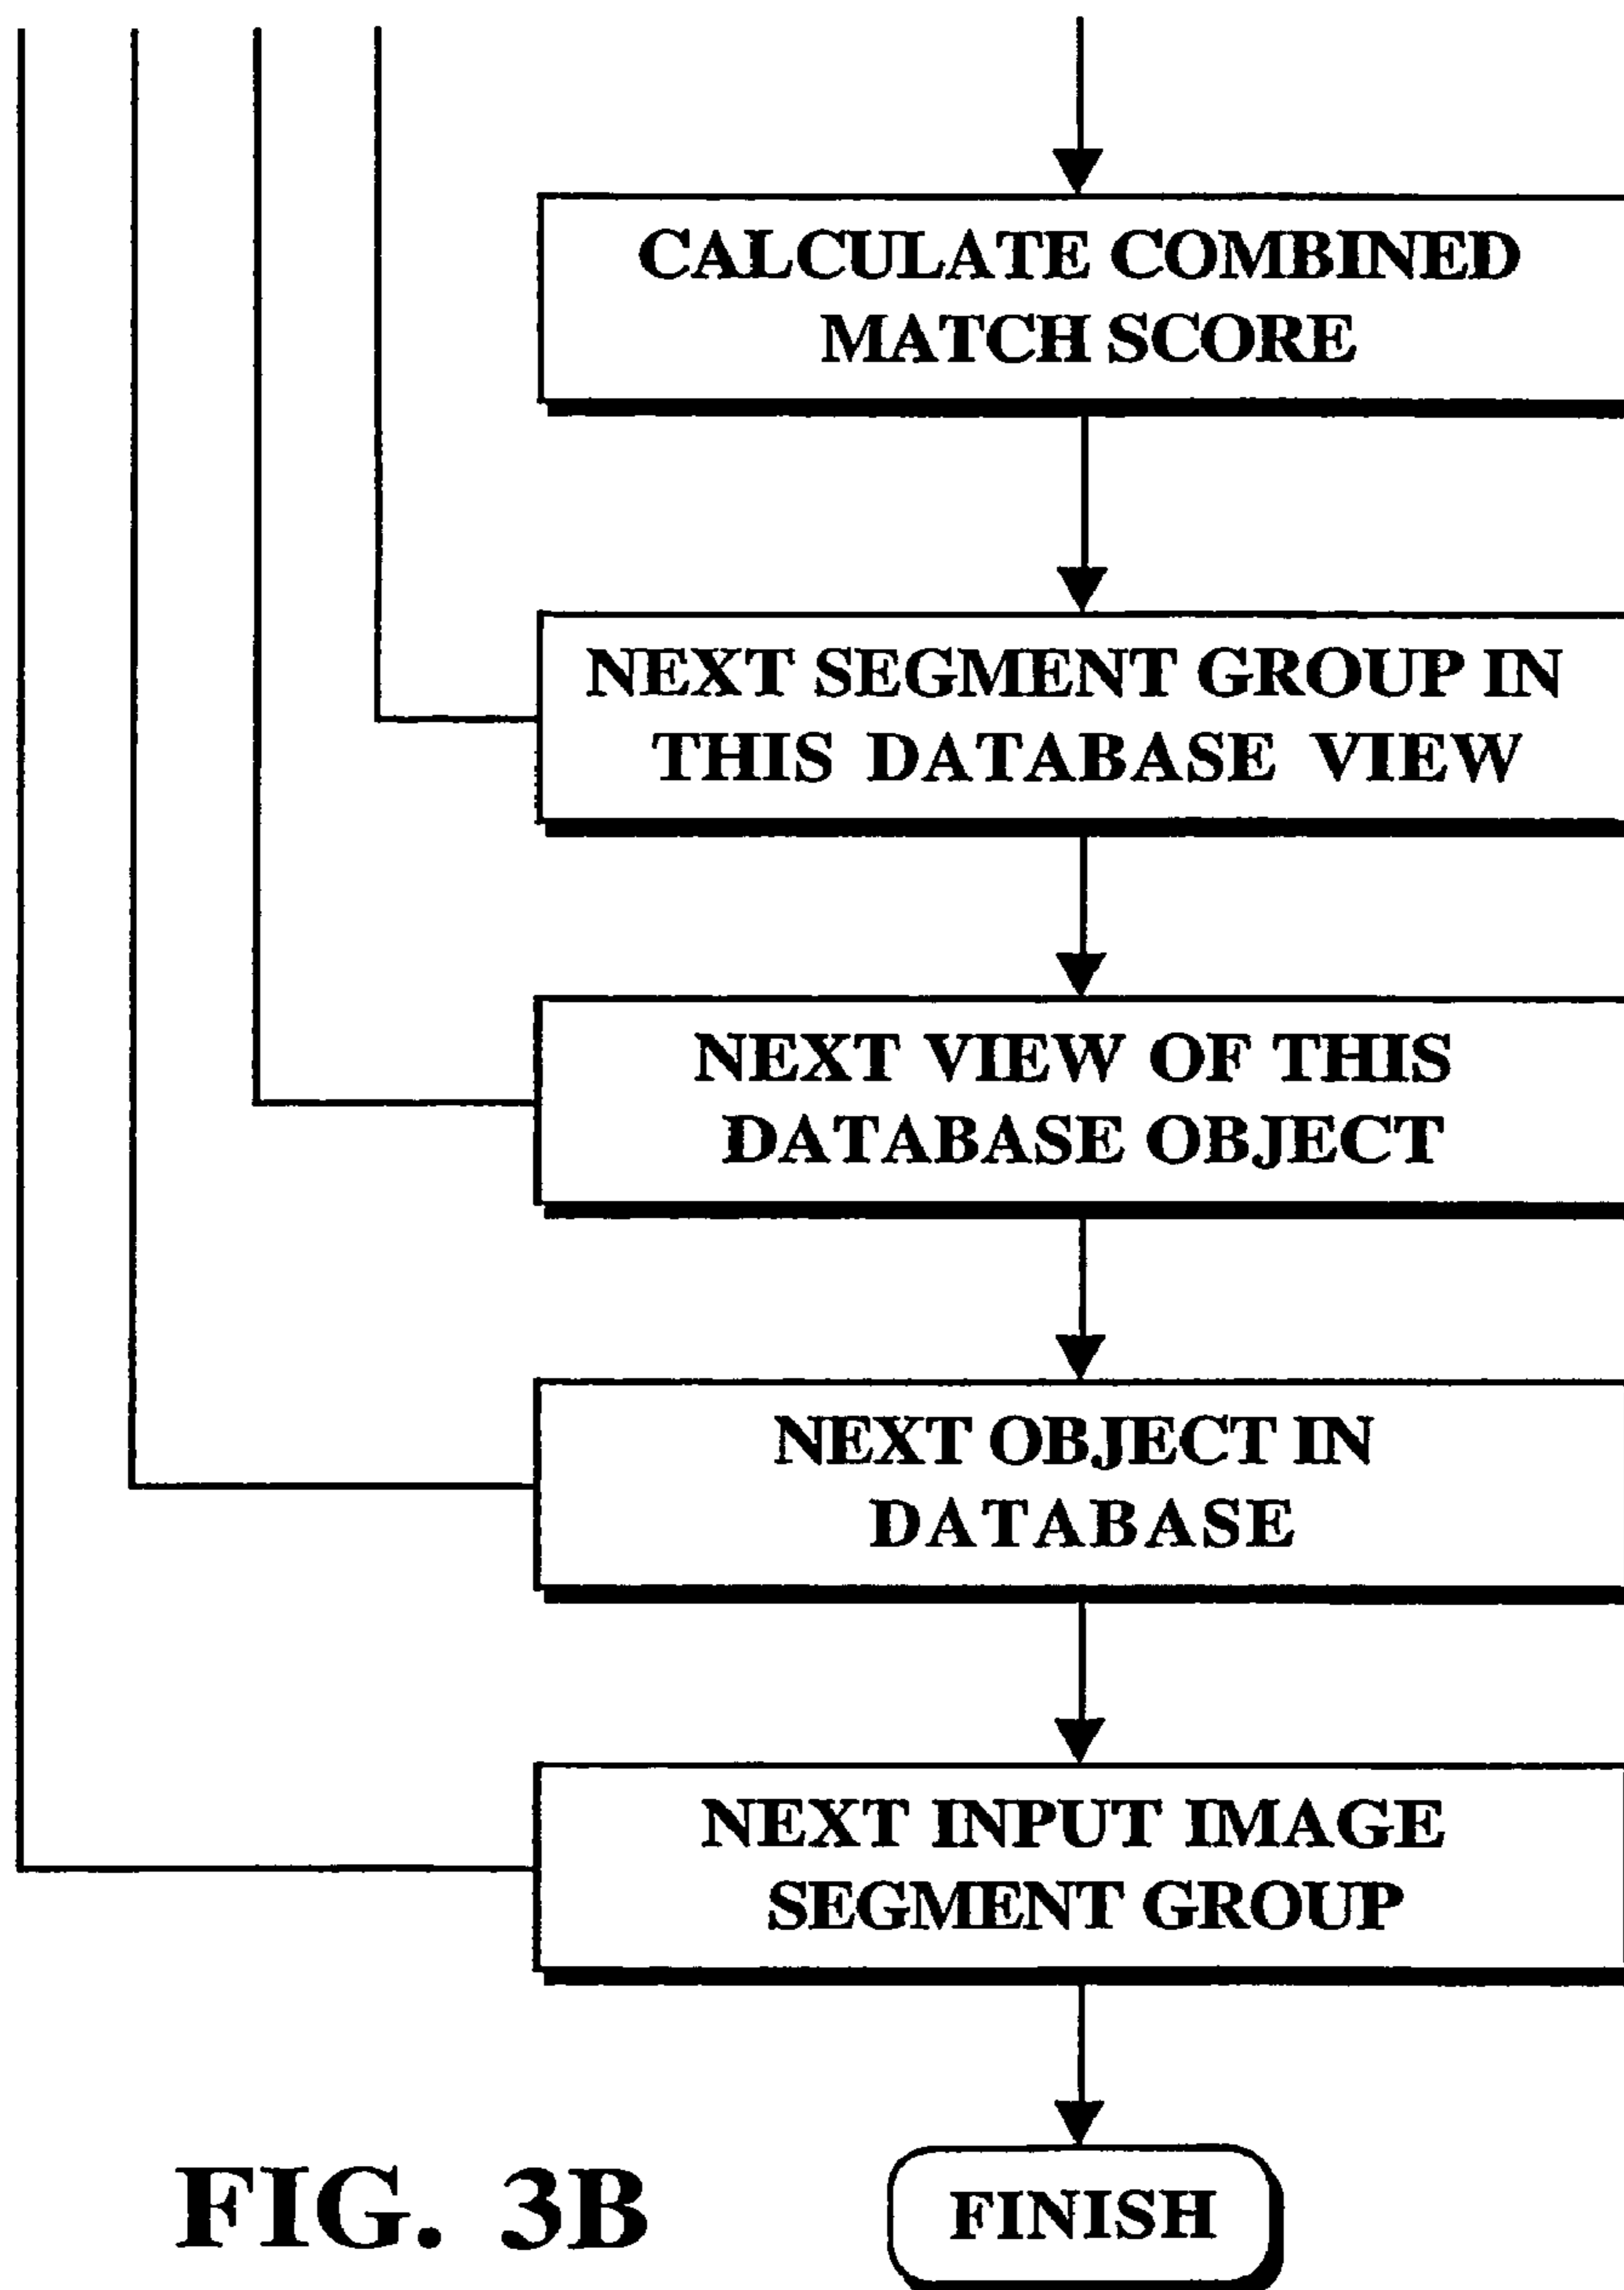 CALCULATE COMBINED
MATCH SCORE
NEXT SEGMENT GROUP IN
THIS DATABASE VIEW
NEXT VIEW OF THIS
DATABASE OBJECT
NEXT OBJECT IN
DATABASE
NEXT INPUT IMAGE
SEGMENT GROUP
FINISH
FIG. 3B